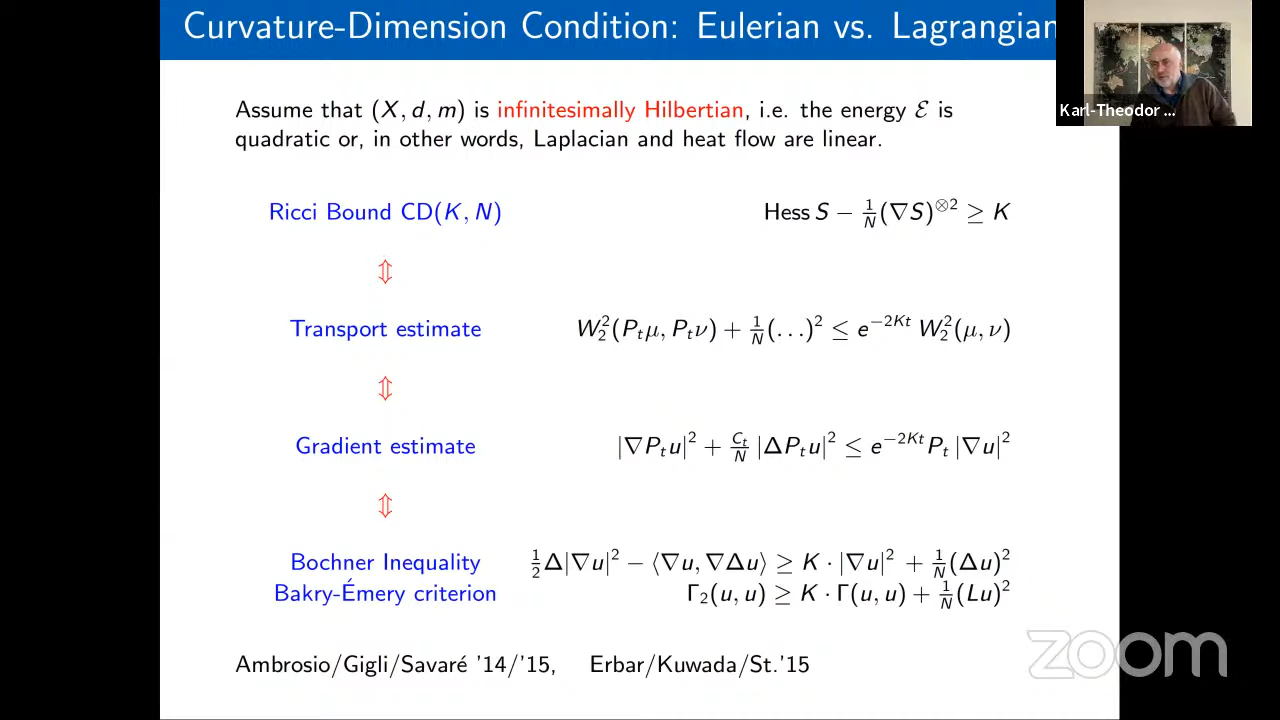 Curvature-Dimension Condition: Eulerian vs. Lagrangian
Karl-Theodor ...
Assume that (X, d, m) is infinitesimally Hilbertian, i.e. the energy ℰ is
quadratic or, in other words, Laplacian and heat flow are linear.
Ricci Bound CD(K, N) Hess S − 1/N (∇S)^⊗2 ≥ K
⇕
Transport estimate W₂²(P_tμ, P_tν) + 1/N (...)² ≤ e^{−2Kt} W₂²(μ, ν)
⇕
Gradient estimate |∇P_tu|² + C_t/N |ΔP_tu|² ≤ e^{−2Kt} P_t |∇u|²
⇕
Bochner Inequality ½Δ|∇u|² − ⟨∇u, ∇Δu⟩ ≥ K · |∇u|² + 1/N (Δu)²
Bakry-Émery criterion Γ₂(u, u) ≥ K · Γ(u, u) + 1/N (Lu)²
Ambrosio/Gigli/Savaré '14/'15, Erbar/Kuwada/St.'15
zoom